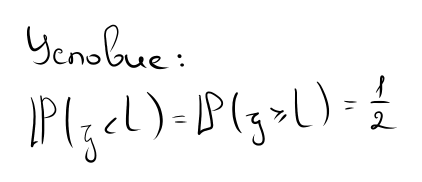 Условие:
P(ξ<L) = P(ξ≥L) = 1/2